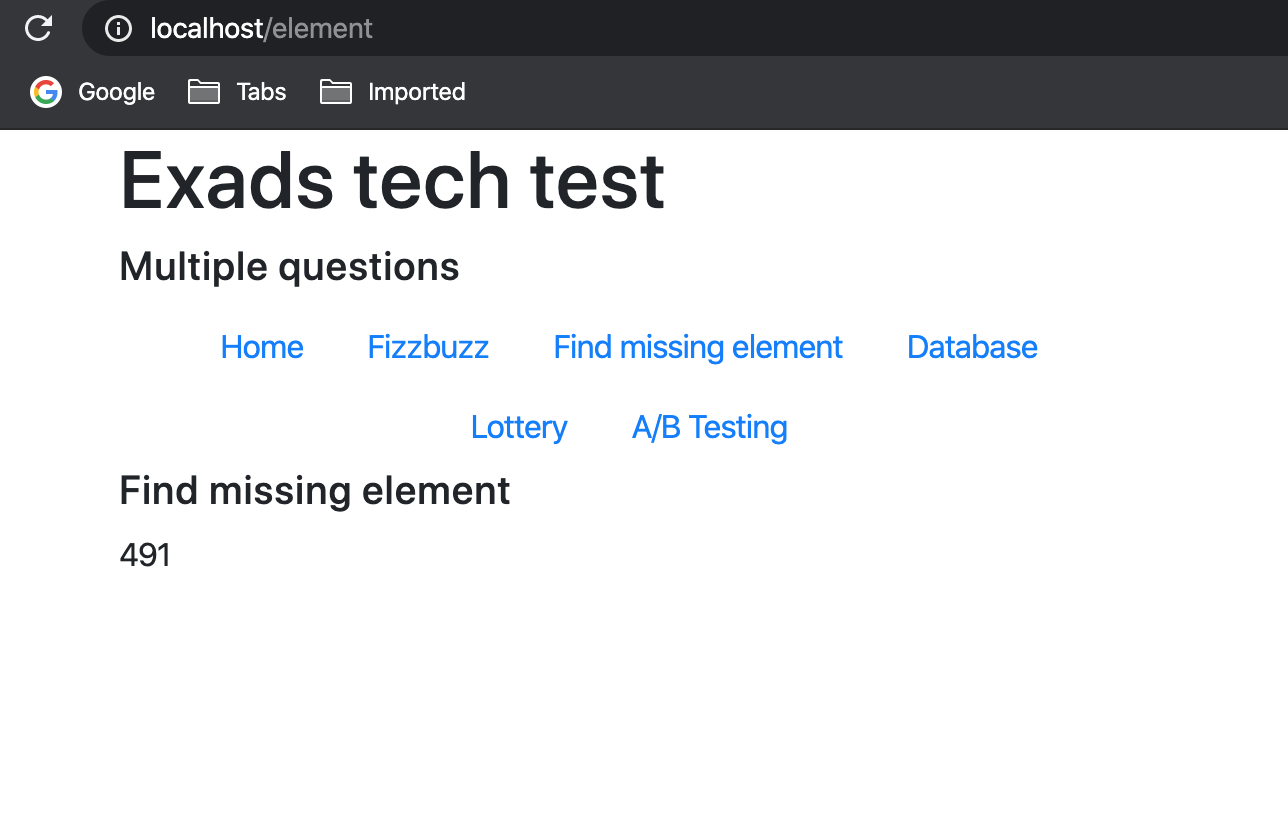 localhost/element
Google Tabs Imported
Exads tech test
Multiple questions
Home Fizzbuzz Find missing element Database
Lottery A/B Testing
Find missing element
491